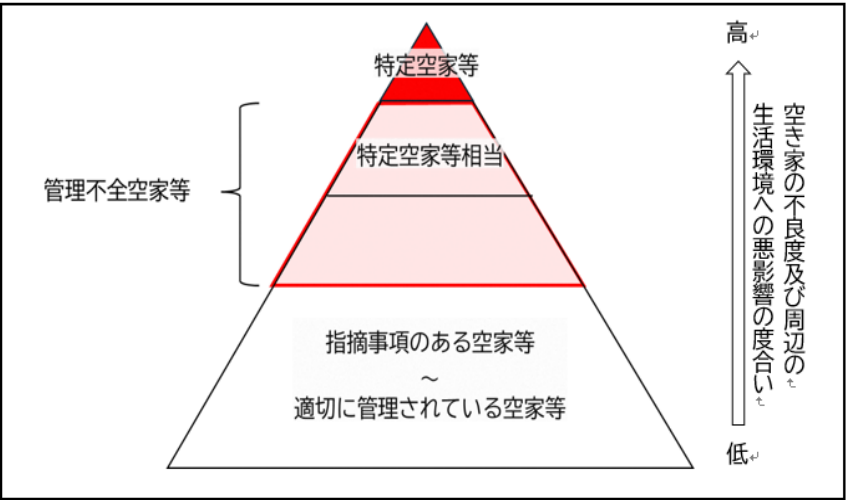 特定空家等
特定空家等相当
管理不全空家等
指摘事項のある空家等
～
適切に管理されている空家等
高
空き家の不良度及び周辺の
生活環境への悪影響の度合い
低